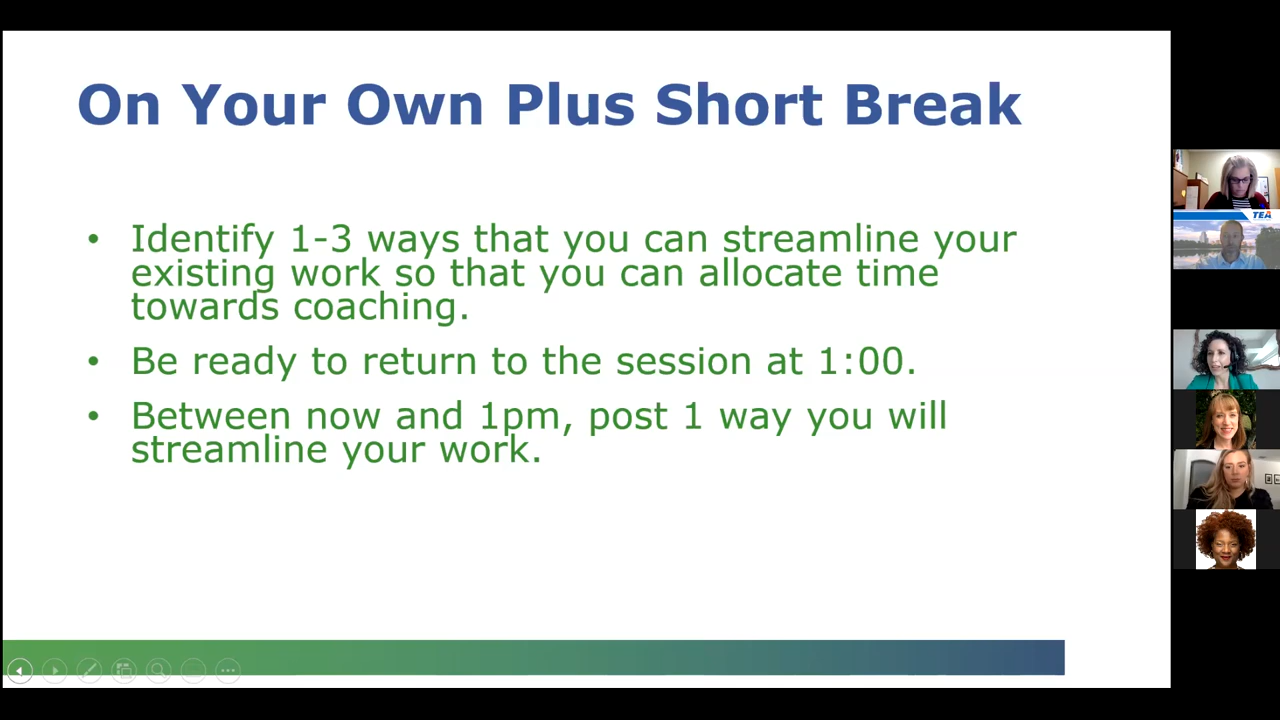 On Your Own Plus Short Break
• Identify 1-3 ways that you can streamline your
existing work so that you can allocate time
towards coaching.
• Be ready to return to the session at 1:00.
• Between now and 1pm, post 1 way you will
streamline your work.
TEA